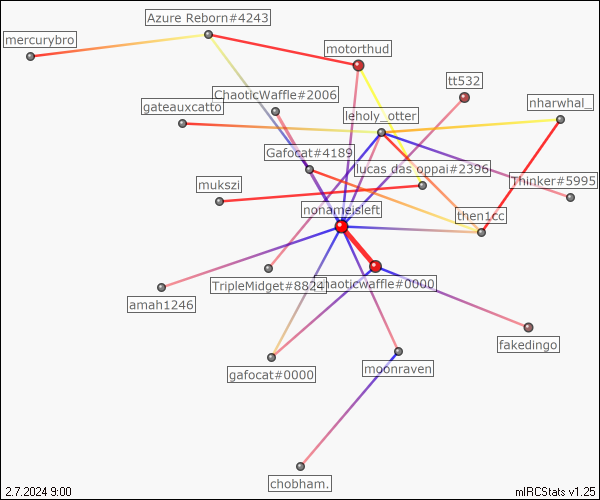 Azure Reborn#4243
mercurybro
motorthud
tt532
ChaoticWaffle#2006
nharwhal_
gateauxcatto
leholy_otter
Gafocat#4189
lucas das oppai#2396
mukszi
Thinker#5995
nonameisleft
then1cc
TripleMidget#8824
chaoticwaffle#0000
amah1246
fakedingo
gafocat#0000
moonraven
chobham.
2.7.2024 9:00
mIRCStats v1.25